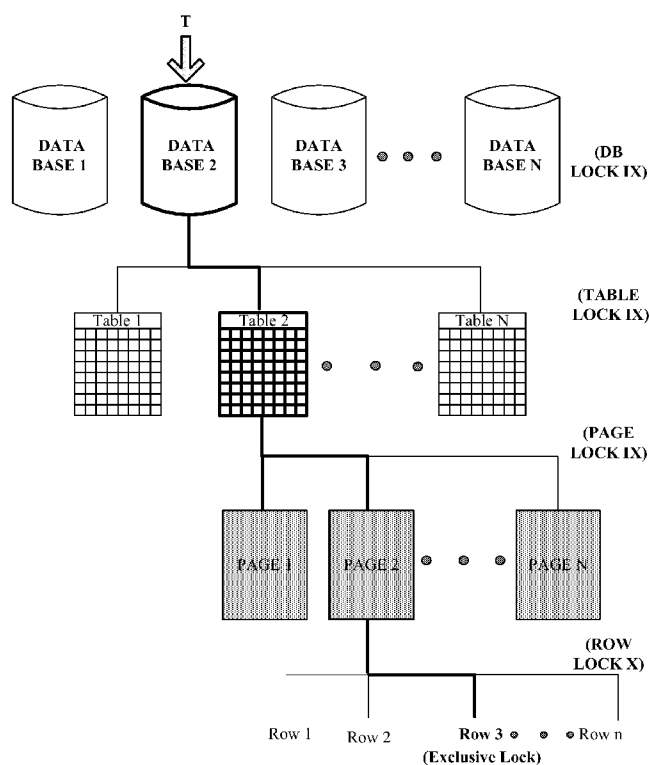 T
DATA
BASE 1
DATA
BASE 2
DATA
BASE 3
DATA
BASE N
(DB
LOCK IX)
Table 1
Table 2
Table N
(TABLE
LOCK IX)
(PAGE
LOCK IX)
PAGE 1
PAGE 2
PAGE N
(ROW
LOCK X)
Row 1
Row 2
Row 3
Row n
(Exclusive Lock)